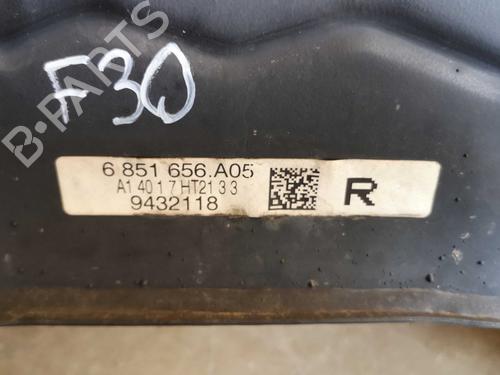 F30
B-PARTS
6 851 656.A05
A1 40 1 7 HT21 3 3
9432118
R